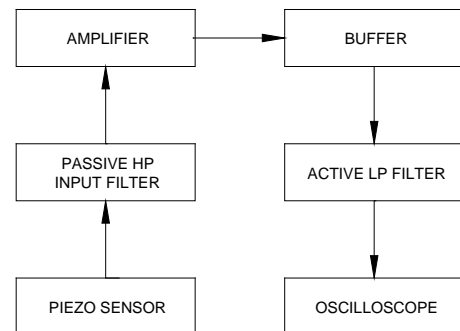 AMPLIFIER
BUFFER
PASSIVE HP
INPUT FILTER
ACTIVE LP FILTER
PIEZO SENSOR
OSCILLOSCOPE